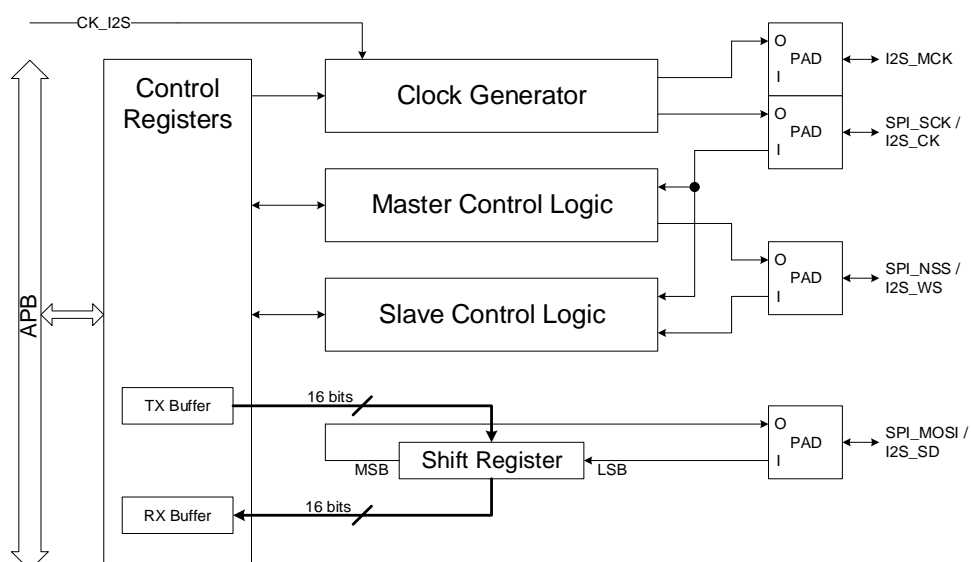 CK_I2S
O
PAD
I
I2S_MCK
Control
Registers
Clock Generator
O
PAD
I
SPI_SCK /
I2S_CK
Master Control Logic
O
PAD
I
SPI_NSS /
I2S_WS
Slave Control Logic
APB
TX Buffer
16 bits
O
PAD
I
SPI_MOSI /
I2S_SD
MSB
Shift Register
LSB
RX Buffer
16 bits